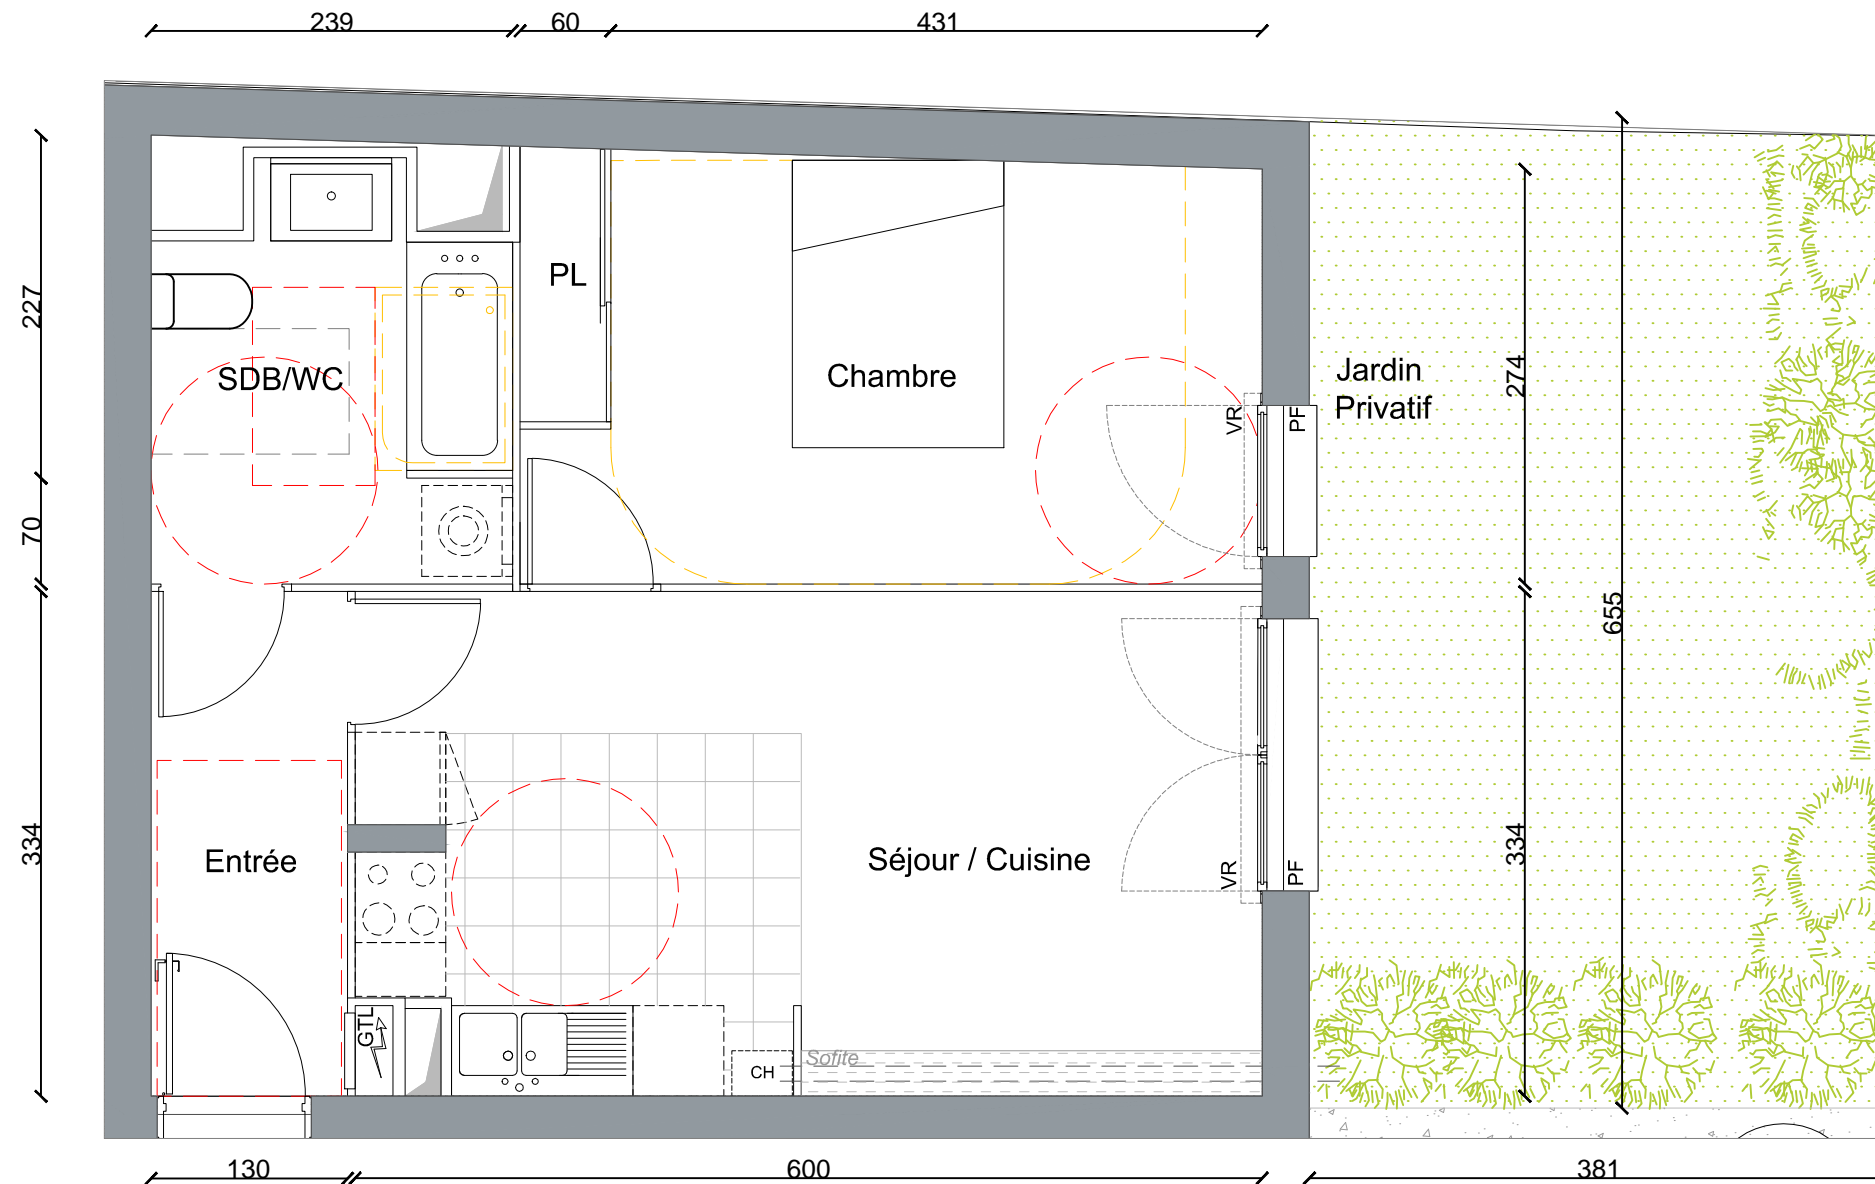 239
60
431
227
70
334
PL
SDB/WC
Chambre
VR
PF
Jardin
Privatif
274
655
334
Entrée
Séjour / Cuisine
VR
PF
GTL
CH
Sofite
130
600
381